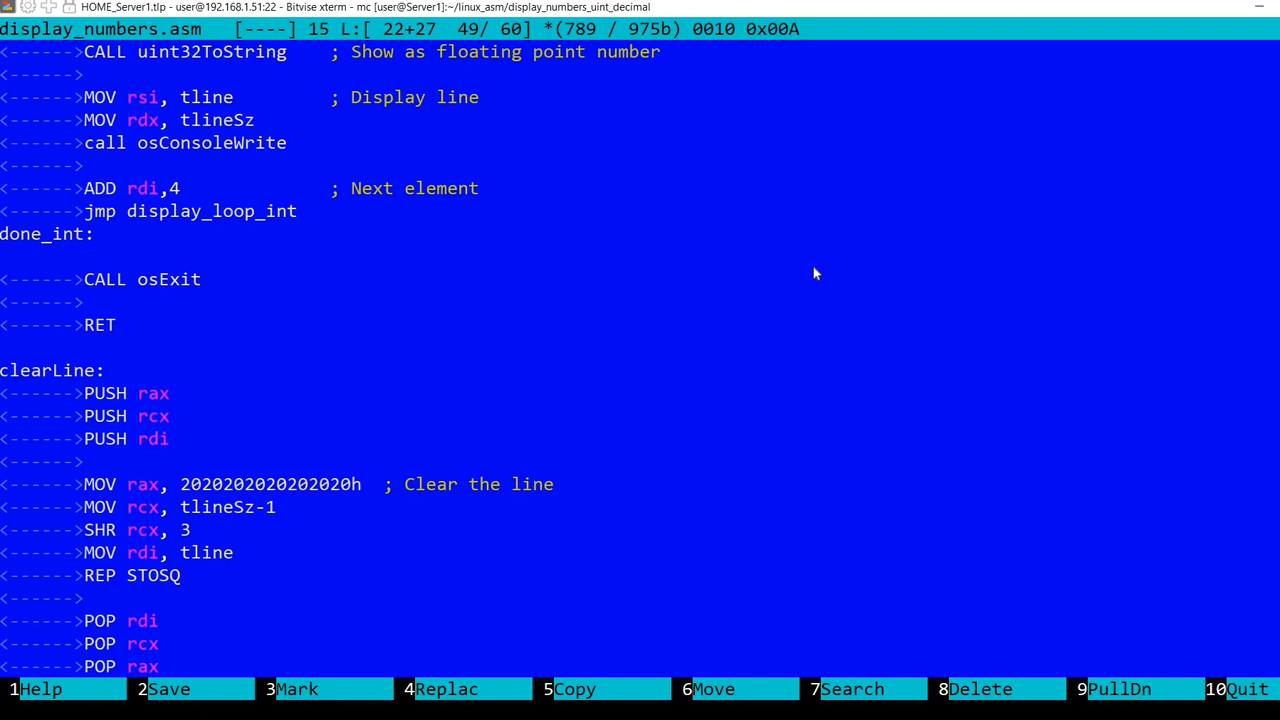 HOME_Server1.tlp - user@192.168.1.51:22 - Bitvise xterm - mc [user@Server1]:~/linux_asm/display_numbers_uint_decimal
display_numbers.asm   [----] 15 L:[ 22+27  49/ 60] *(789 / 975b) 0010 0x00A
<------>CALL uint32ToString    ; Show as floating point number
<------>
<------>MOV rsi, tline         ; Display line
<------>MOV rdx, tlineSz
<------>call osConsoleWrite
<------>
<------>ADD rdi,4              ; Next element
<------>jmp display_loop_int
done_int:
<------>CALL osExit
<------>
<------>RET
clearLine:
<------>PUSH rax
<------>PUSH rcx
<------>PUSH rdi
<------>
<------>MOV rax, 2020202020202020h  ; Clear the line
<------>MOV rcx, tlineSz-1
<------>SHR rcx, 3
<------>MOV rdi, tline
<------>REP STOSQ
<------>
<------>POP rdi
<------>POP rcx
<------>POP rax
1Help 2Save 3Mark 4Replac 5Copy 6Move 7Search 8Delete 9PullDn 10Quit